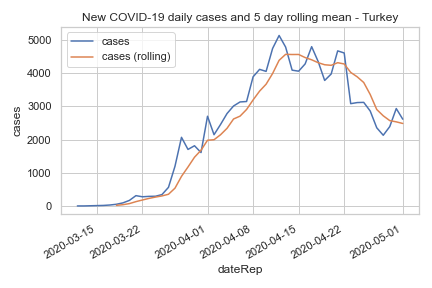 New COVID-19 daily cases and 5 day rolling mean - Turkey
cases
cases (rolling)
5000
4000
3000
2000
1000
0
cases
2020-03-15
2020-03-22
2020-04-01
2020-04-08
2020-04-15
2020-04-22
2020-05-01
dateRep